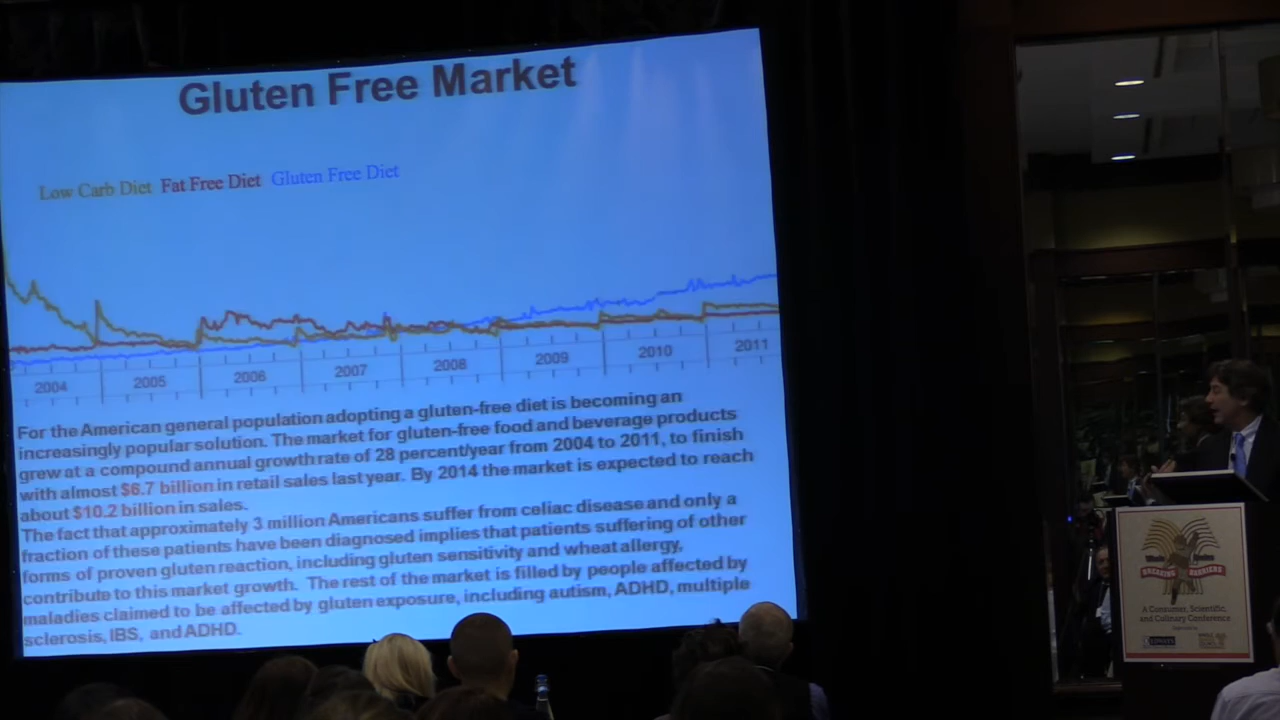 Gluten Free Market
Low Carb Diet Fat Free Diet Gluten Free Diet
2004 2005 2006 2007 2008 2009 2010 2011
For the American general population adopting a gluten-free diet is becoming an
increasingly popular solution. The market for gluten-free food and beverage products
grew at a compound annual growth rate of 28 percent/year from 2004 to 2011, to finish
with almost $6.7 billion in retail sales last year. By 2014 the market is expected to reach
about $10.2 billion in sales.
The fact that approximately 3 million Americans suffer from celiac disease and only a
fraction of these patients have been diagnosed implies that patients suffering of other
forms of proven gluten reaction, including gluten sensitivity and wheat allergy,
contribute to this market growth. The rest of the market is filled by people affected by
maladies claimed to be affected by gluten exposure, including autism, ADHD, multiple
sclerosis, IBS, and ADHD.
Whole Grains
BREAKING BARRIERS
A Consumer, Scientific,
and Culinary Conference